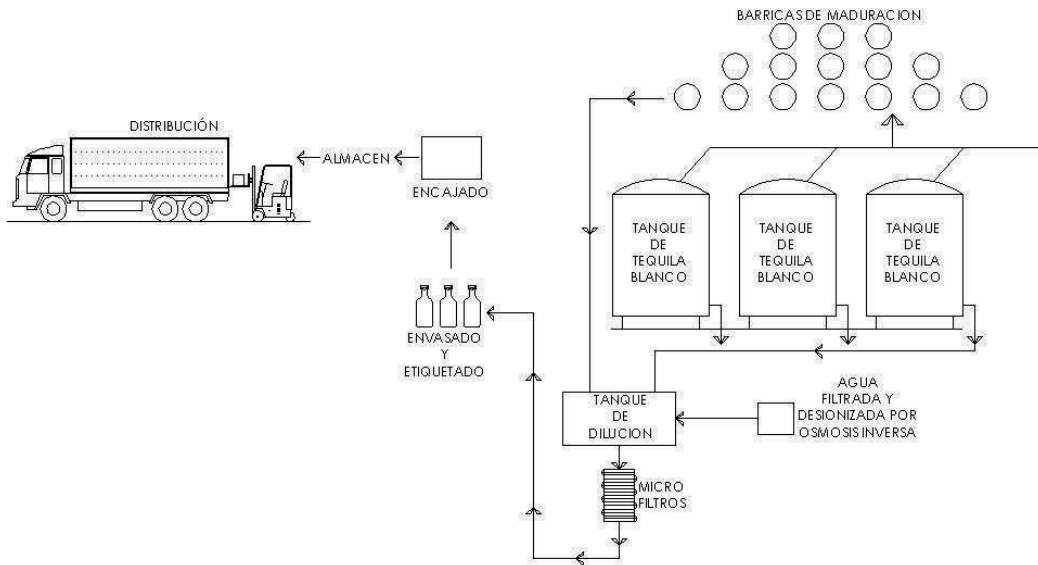 BARRICAS DE MADURACION
DISTRIBUCIÓN
ALMACEN
ENCAJADO
TANQUE
DE
TEQUILA
BLANCO
TANQUE
DE
TEQUILA
BLANCO
TANQUE
DE
TEQUILA
BLANCO
ENVASADO
Y
ETIQUETADO
TANQUE
DE
DILUCION
AGUA
FILTRADA Y
DESIONIZADA POR
OSMOSIS INVERSA
MICRO
FILTROS